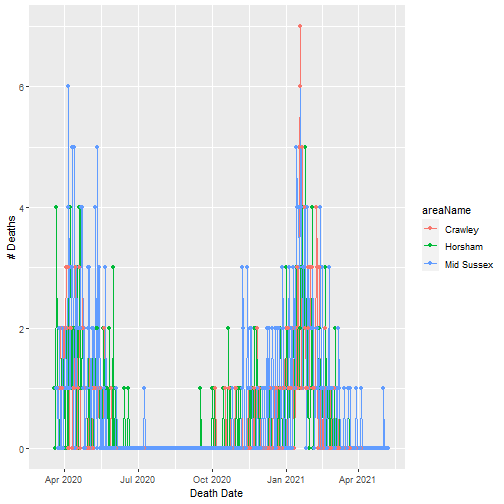 # Deaths
6
4
2
0
Apr 2020 Jul 2020 Oct 2020 Jan 2021 Apr 2021
Death Date
areaName
Crawley
Horsham
Mid Sussex